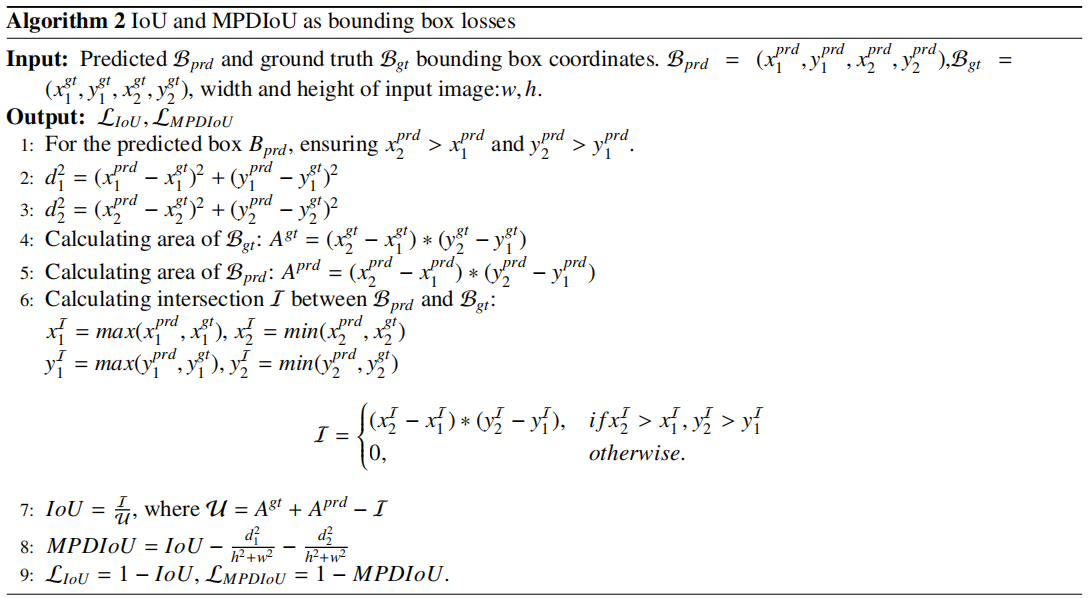 Algorithm 2 IoU and MPDIoU as bounding box losses
Input: Predicted $\mathcal{B}_{prd}$ and ground truth $\mathcal{B}_{gt}$ bounding box coordinates. $\mathcal{B}_{prd} = (x_1^{prd}, y_1^{prd}, x_2^{prd}, y_2^{prd})$,$\mathcal{B}_{gt} =$
$(x_1^{gt}, y_1^{gt}, x_2^{gt}, y_2^{gt})$, width and height of input image:$w, h$.
Output: $\mathcal{L}_{IoU}, \mathcal{L}_{MPDIoU}$
1: For the predicted box $B_{prd}$, ensuring $x_2^{prd} > x_1^{prd}$ and $y_2^{prd} > y_1^{prd}$.
2: $d_1^2 = (x_1^{prd} - x_1^{gt})^2 + (y_1^{prd} - y_1^{gt})^2$
3: $d_2^2 = (x_2^{prd} - x_2^{gt})^2 + (y_2^{prd} - y_2^{gt})^2$
4: Calculating area of $\mathcal{B}_{gt}$: $A^{gt} = (x_2^{gt} - x_1^{gt}) * (y_2^{gt} - y_1^{gt})$
5: Calculating area of $\mathcal{B}_{prd}$: $A^{prd} = (x_2^{prd} - x_1^{prd}) * (y_2^{prd} - y_1^{prd})$
6: Calculating intersection $\mathcal{I}$ between $\mathcal{B}_{prd}$ and $\mathcal{B}_{gt}$:
$x_1^{\mathcal{I}} = max(x_1^{prd}, x_1^{gt})$, $x_2^{\mathcal{I}} = min(x_2^{prd}, x_2^{gt})$
$y_1^{\mathcal{I}} = max(y_1^{prd}, y_1^{gt})$, $y_2^{\mathcal{I}} = min(y_2^{prd}, y_2^{gt})$
$\mathcal{I} = \begin{cases} (x_2^{\mathcal{I}} - x_1^{\mathcal{I}}) * (y_2^{\mathcal{I}} - y_1^{\mathcal{I}}), & if x_2^{\mathcal{I}} > x_1^{\mathcal{I}}, y_2^{\mathcal{I}} > y_1^{\mathcal{I}} \\ 0, & otherwise. \end{cases}$
7: $IoU = \frac{\mathcal{I}}{\mathcal{U}}$, where $\mathcal{U} = A^{gt} + A^{prd} - \mathcal{I}$
8: $MPDIoU = IoU - \frac{d_1^2}{h^2+w^2} - \frac{d_2^2}{h^2+w^2}$
9: $\mathcal{L}_{IoU} = 1 - IoU$, $\mathcal{L}_{MPDIoU} = 1 - MPDIoU$.